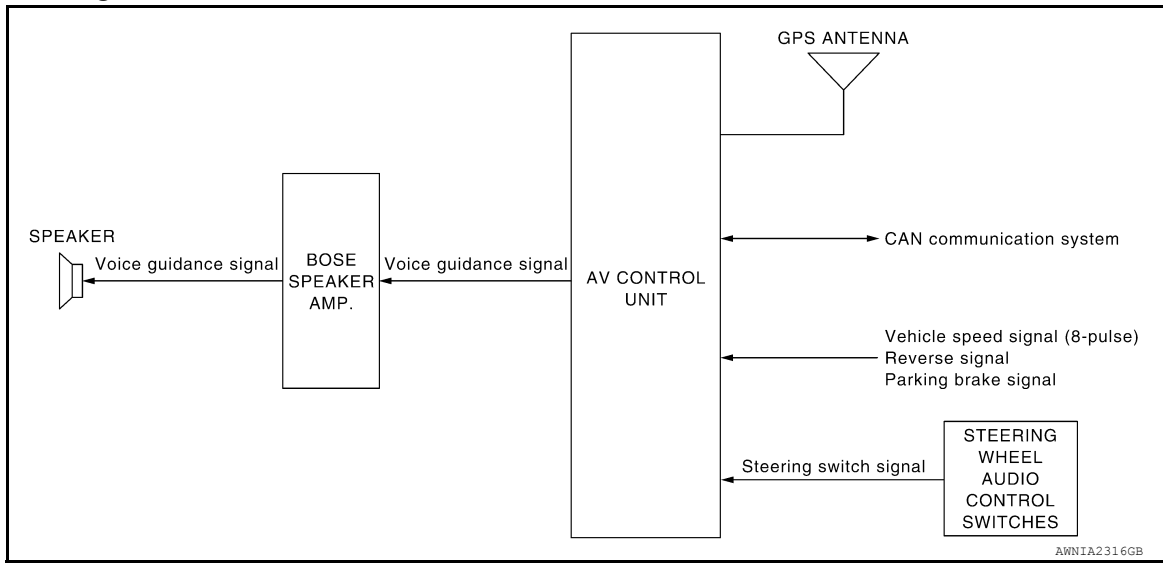 GPS ANTENNA
SPEAKER
Voice guidance signal
BOSE
SPEAKER
AMP.
Voice guidance signal
AV CONTROL
UNIT
CAN communication system
Vehicle speed signal (8-pulse)
Reverse signal
Parking brake signal
Steering switch signal
STEERING
WHEEL
AUDIO
CONTROL
SWITCHES
AWNIA2316GB